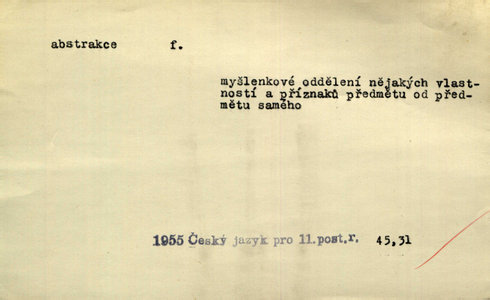 abstrakce f.
myšlenkové oddělení nějakých vlast-
ností a příznaků předmětu od před-
mětu samého
1955 Český jazyk pro 11.post.r. 45,31